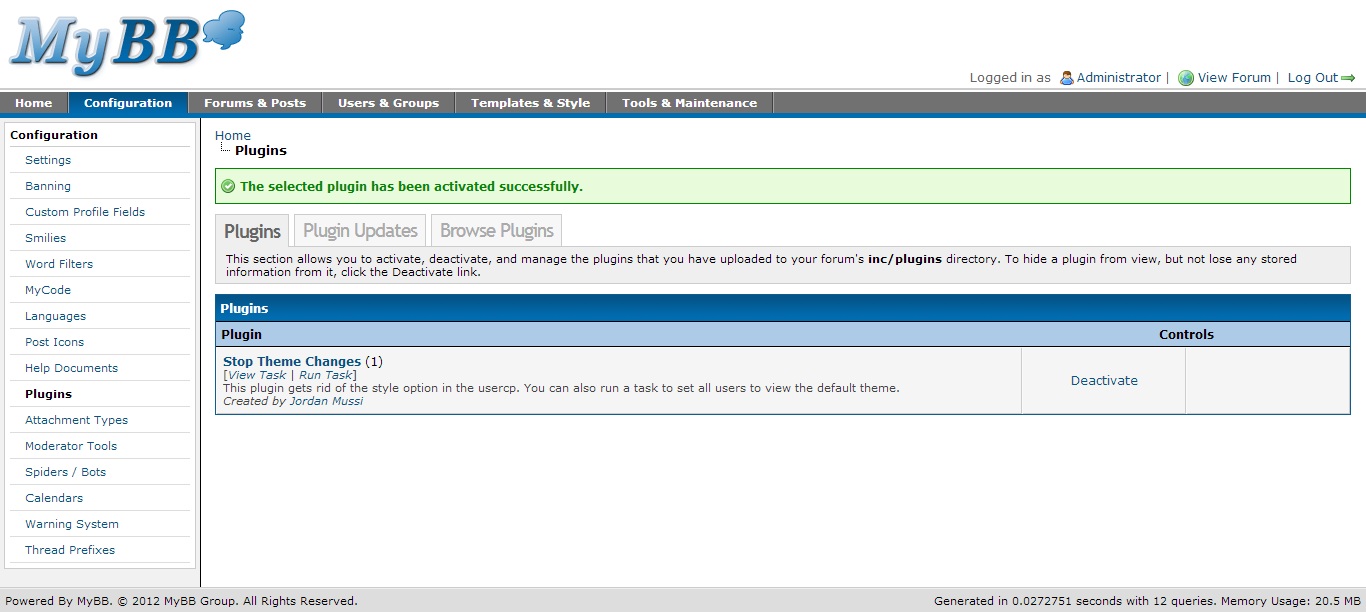 MyBB
Logged in as Administrator | View Forum | Log Out
Home Configuration Forums & Posts Users & Groups Templates & Style Tools & Maintenance
Configuration
Settings
Banning
Custom Profile Fields
Smilies
Word Filters
MyCode
Languages
Post Icons
Help Documents
Plugins
Attachment Types
Moderator Tools
Spiders / Bots
Calendars
Warning System
Thread Prefixes
Home
Plugins
The selected plugin has been activated successfully.
Plugins Plugin Updates Browse Plugins
This section allows you to activate, deactivate, and manage the plugins that you have uploaded to your forum's inc/plugins directory. To hide a plugin from view, but not lose any stored
information from it, click the Deactivate link.
Plugins
Plugin Controls
Stop Theme Changes (1)
[View Task | Run Task]
This plugin gets rid of the style option in the usercp. You can also run a task to set all users to view the default theme.
Created by Jordan Mussi
Deactivate
Powered By MyBB. © 2012 MyBB Group. All Rights Reserved.
Generated in 0.0272751 seconds with 12 queries. Memory Usage: 20.5 MB